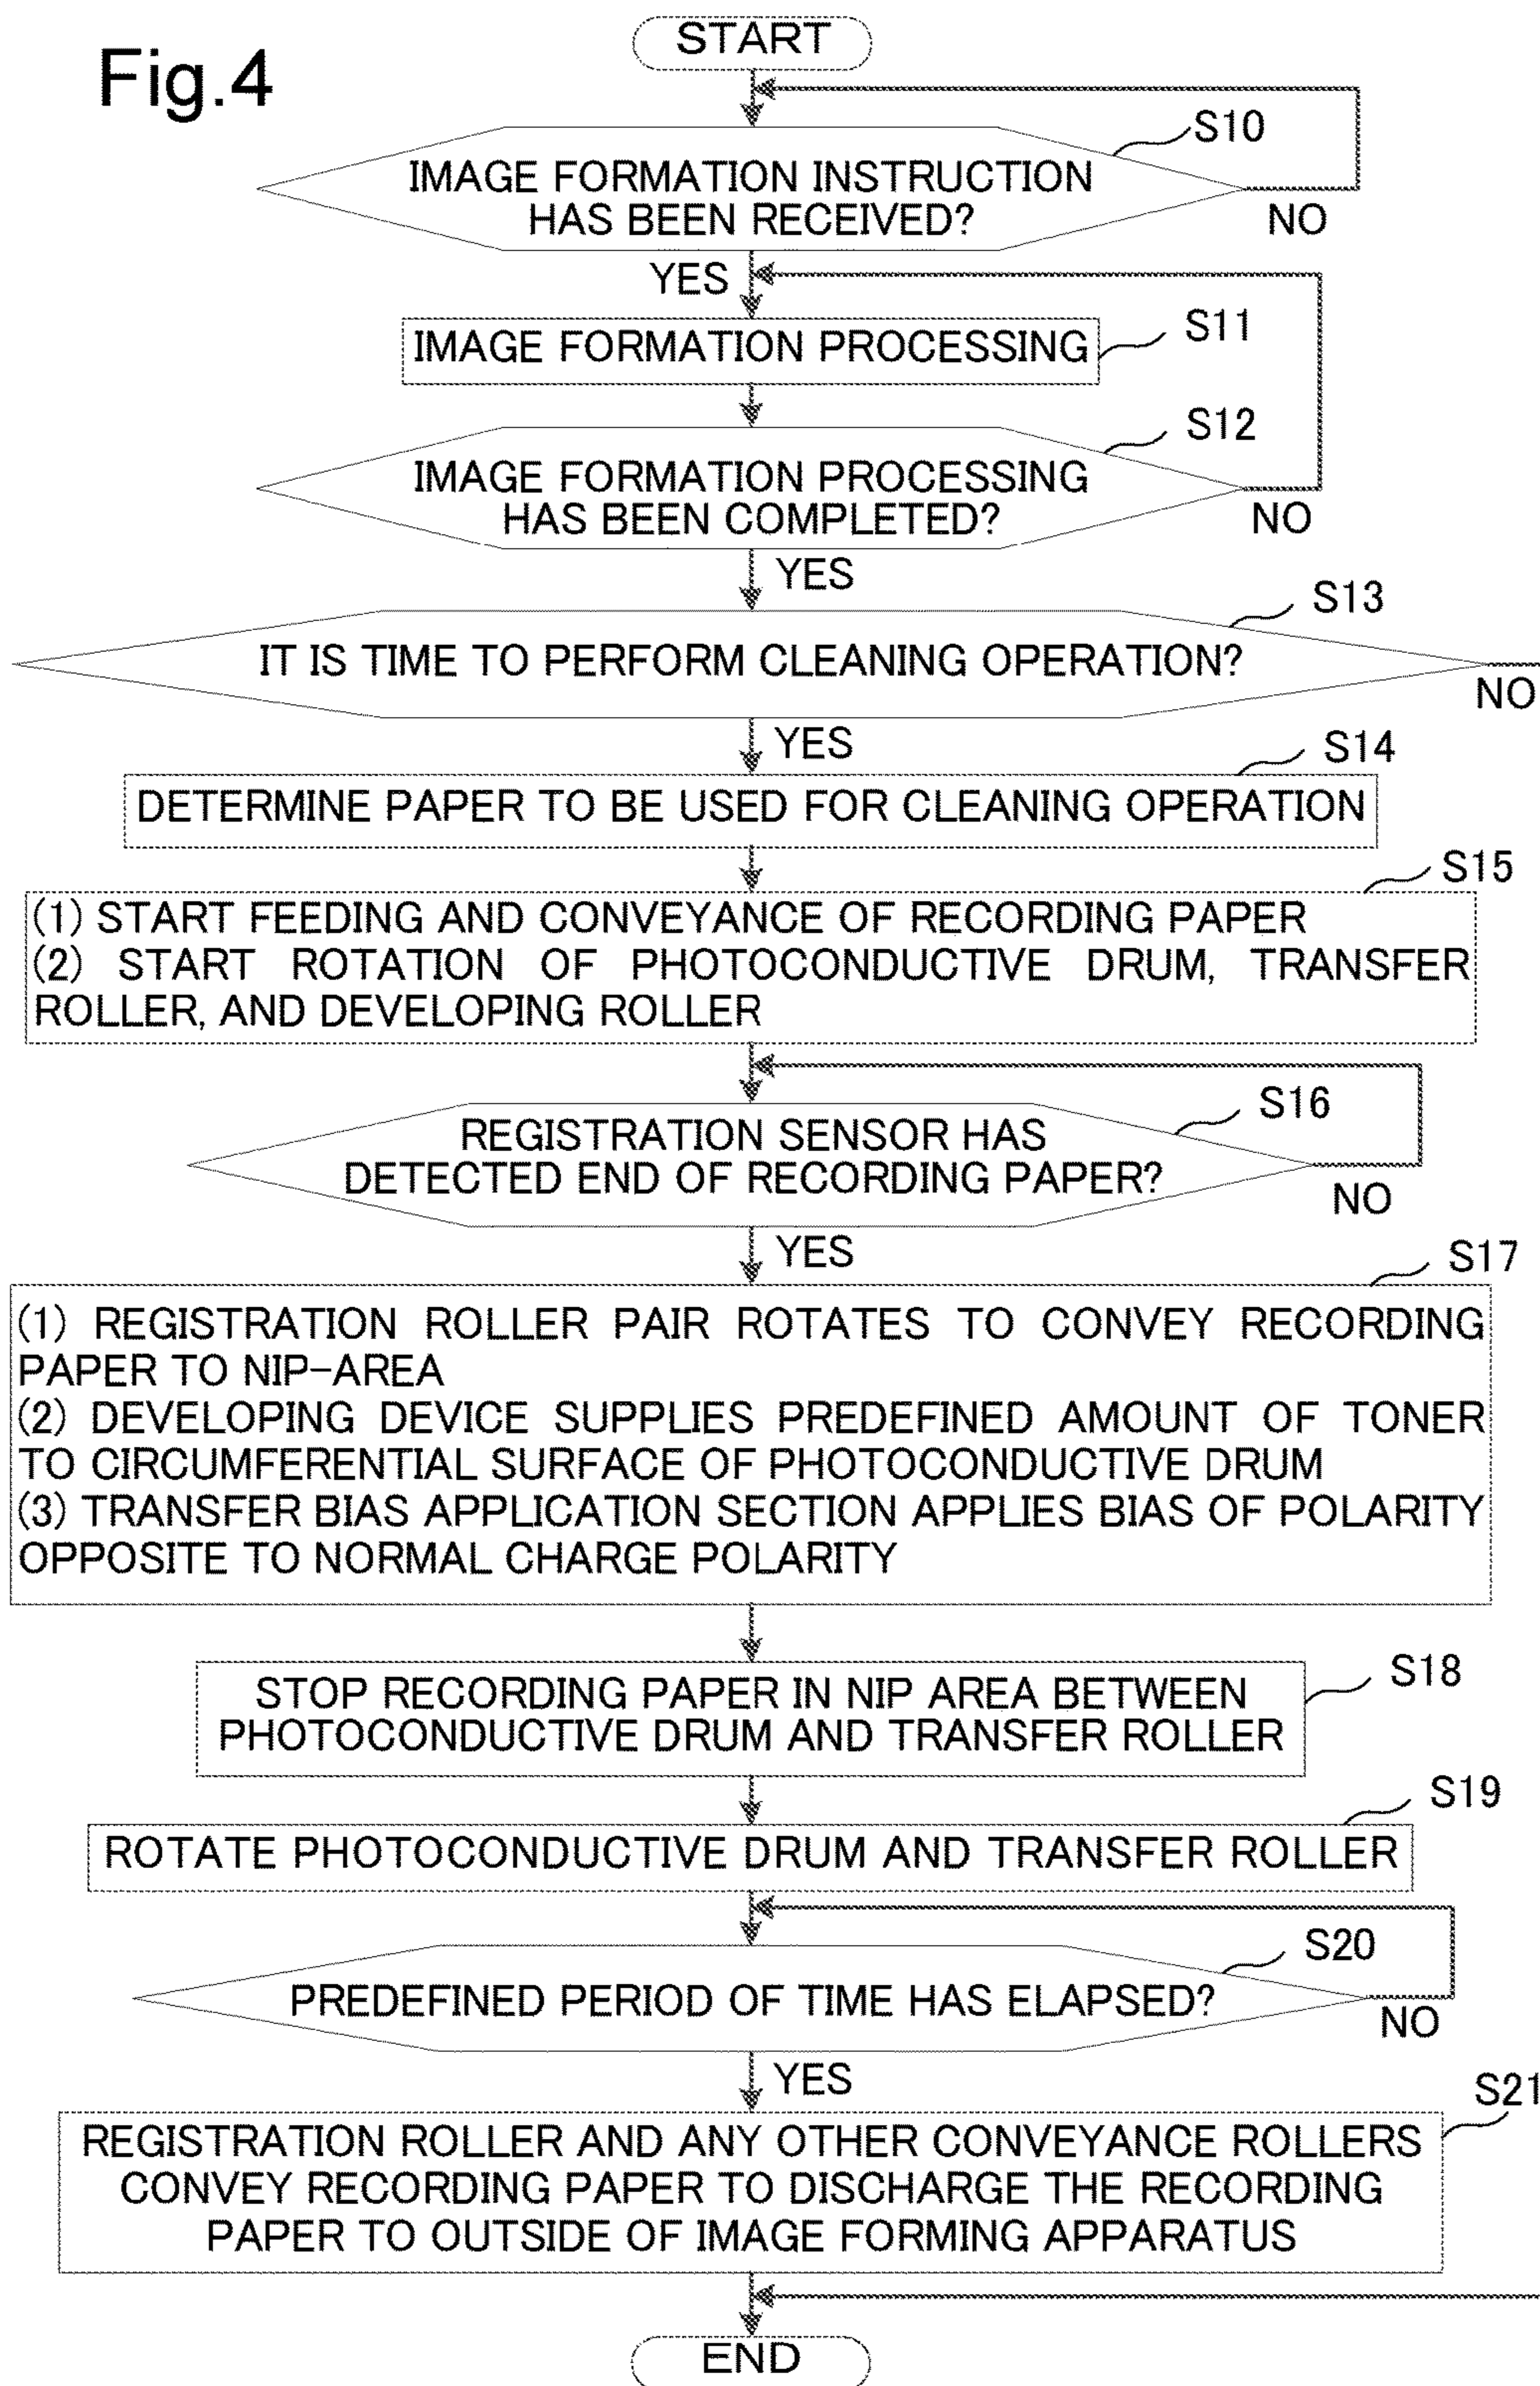 Fig.4
START
S10
IMAGE FORMATION INSTRUCTION
HAS BEEN RECEIVED?
NO
YES
S11
IMAGE FORMATION PROCESSING
S12
IMAGE FORMATION PROCESSING
HAS BEEN COMPLETED?
NO
YES
S13
IT IS TIME TO PERFORM CLEANING OPERATION?
NO
YES
S14
DETERMINE PAPER TO BE USED FOR CLEANING OPERATION
S15
(1) START FEEDING AND CONVEYANCE OF RECORDING PAPER
(2) START ROTATION OF PHOTOCONDUCTIVE DRUM, TRANSFER
ROLLER, AND DEVELOPING ROLLER
S16
REGISTRATION SENSOR HAS
DETECTED END OF RECORDING PAPER?
NO
YES
S17
(1) REGISTRATION ROLLER PAIR ROTATES TO CONVEY RECORDING
PAPER TO NIP-AREA
(2) DEVELOPING DEVICE SUPPLIES PREDEFINED AMOUNT OF TONER
TO CIRCUMFERENTIAL SURFACE OF PHOTOCONDUCTIVE DRUM
(3) TRANSFER BIAS APPLICATION SECTION APPLIES BIAS OF POLARITY
OPPOSITE TO NORMAL CHARGE POLARITY
S18
STOP RECORDING PAPER IN NIP AREA BETWEEN
PHOTOCONDUCTIVE DRUM AND TRANSFER ROLLER
S19
ROTATE PHOTOCONDUCTIVE DRUM AND TRANSFER ROLLER
S20
PREDEFINED PERIOD OF TIME HAS ELAPSED?
NO
YES
S21
REGISTRATION ROLLER AND ANY OTHER CONVEYANCE ROLLERS
CONVEY RECORDING PAPER TO DISCHARGE THE RECORDING
PAPER TO OUTSIDE OF IMAGE FORMING APPARATUS
END